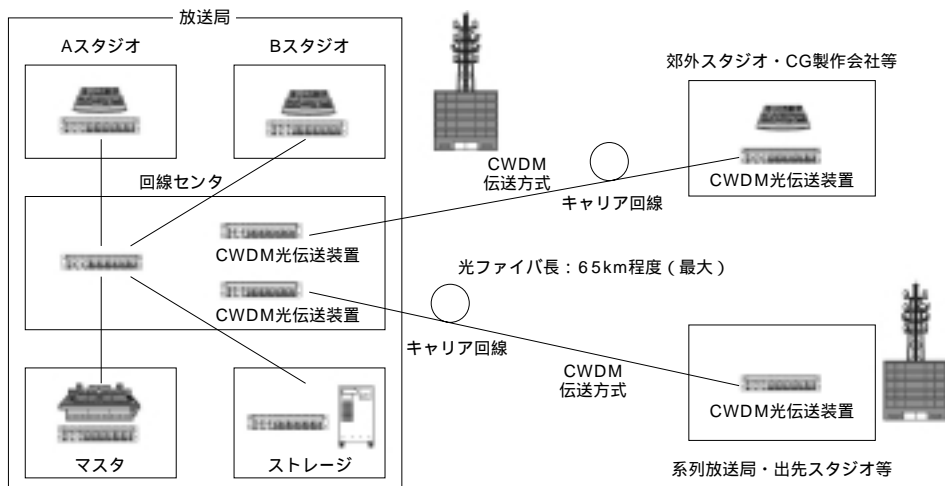 放送局
Aスタジオ
Bスタジオ
郊外スタジオ・CG製作会社等
CWDM
伝送方式
CWDM光伝送装置
キャリア回線
回線センタ
CWDM光伝送装置
光ファイバ長：65km程度（最大）
CWDM光伝送装置
キャリア回線
CWDM
伝送方式
CWDM光伝送装置
マスタ
ストレージ
系列放送局・出先スタジオ等